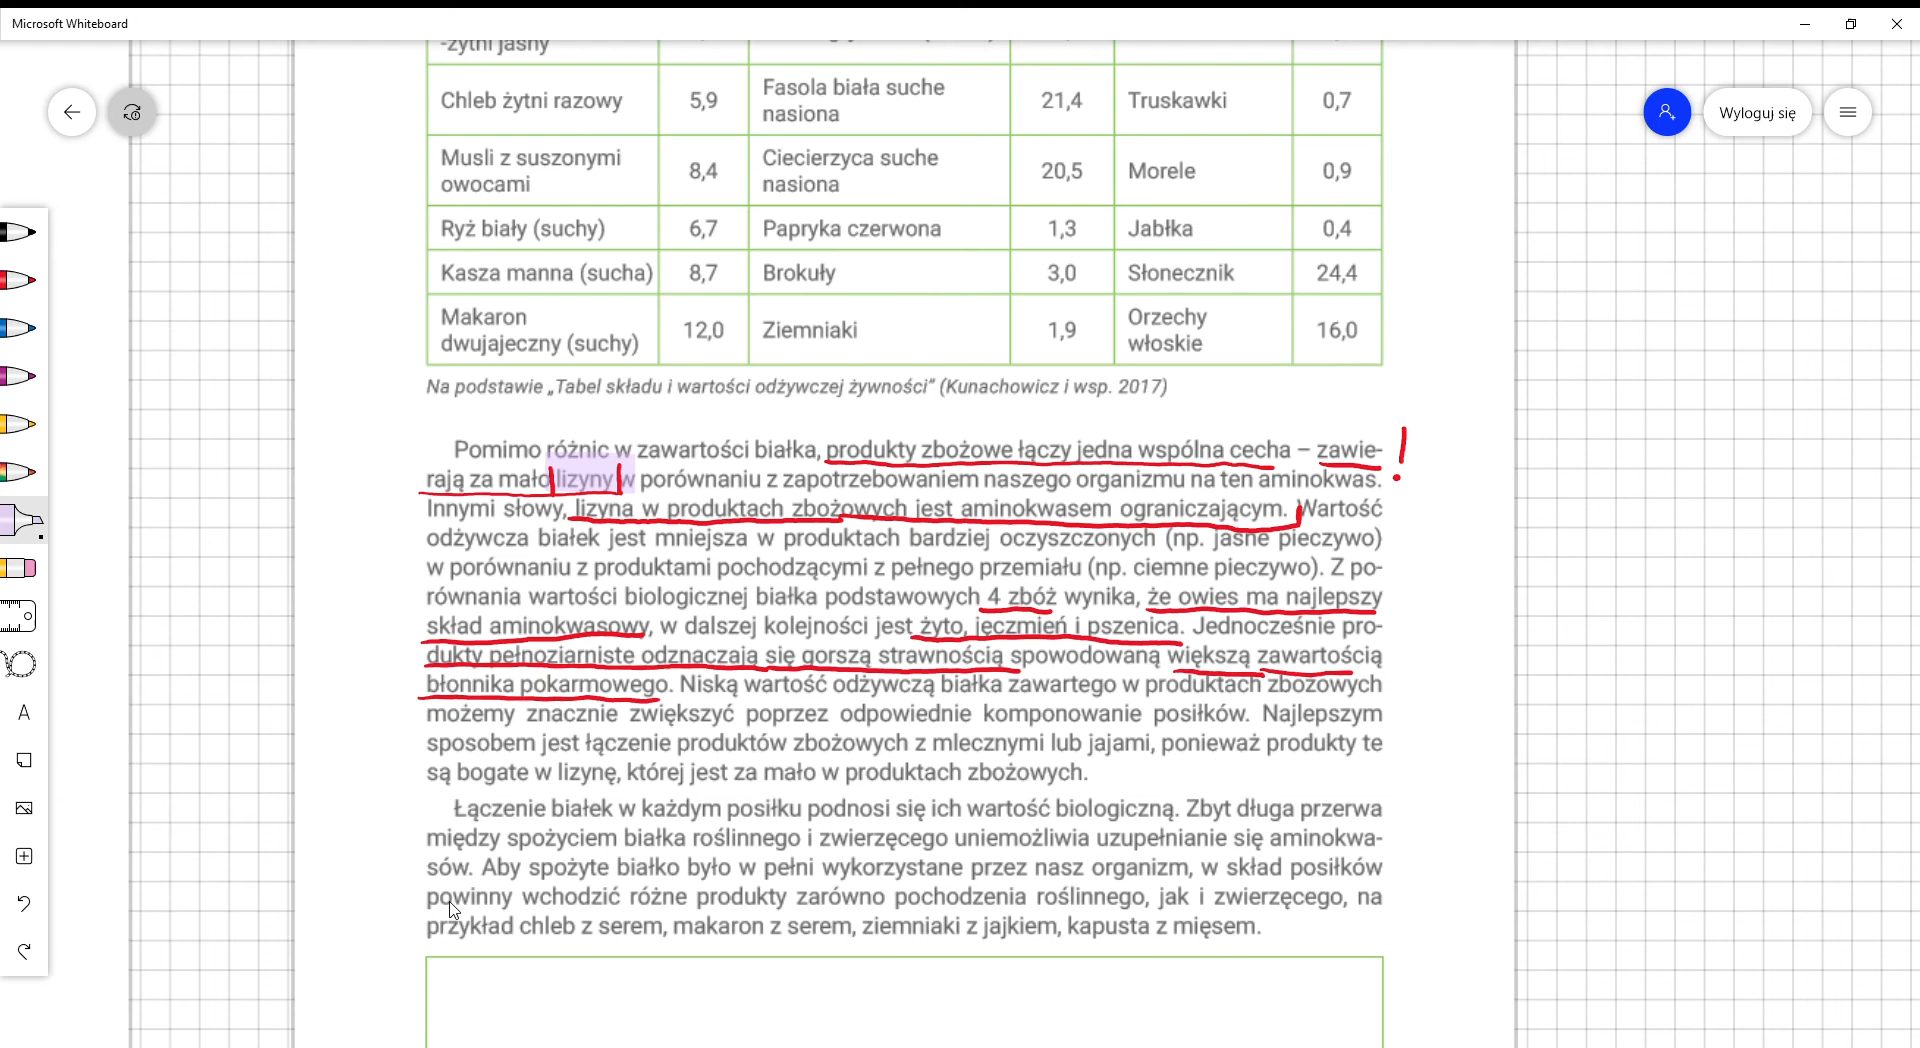 Microsoft Whiteboard
-żytni jasny
Wyloguj się
Chleb żytni razowy 5,9 Fasola biała suche nasiona 21,4 Truskawki 0,7
Musli z suszonymi owocami 8,4 Ciecierzyca suche nasiona 20,5 Morele 0,9
Ryż biały (suchy) 6,7 Papryka czerwona 1,3 Jabłka 0,4
Kasza manna (sucha) 8,7 Brokuły 3,0 Słonecznik 24,4
Makaron dwujajeczny (suchy) 12,0 Ziemniaki 1,9 Orzechy włoskie 16,0
Na podstawie „Tabel składu i wartości odżywczej żywności” (Kunachowicz i wsp. 2017)
Pomimo różnic w zawartości białka, produkty zbożowe łączy jedna wspólna cecha – zawie- !
rają za mało lizyny w porównaniu z zapotrzebowaniem naszego organizmu na ten aminokwas.
Innymi słowy, lizyna w produktach zbożowych jest aminokwasem ograniczającym. Wartość
odżywcza białek jest mniejsza w produktach bardziej oczyszczonych (np. jasne pieczywo)
w porównaniu z produktami pochodzącymi z pełnego przemiału (np. ciemne pieczywo). Z po-
równania wartości biologicznej białka podstawowych 4 zbóż wynika, że owies ma najlepszy
skład aminokwasowy, w dalszej kolejności jest żyto, jęczmień i pszenica. Jednocześnie pro-
dukty pełnoziarniste odznaczają się gorszą strawnością spowodowaną większą zawartością
błonnika pokarmowego. Niską wartość odżywczą białka zawartego w produktach zbożowych
możemy znacznie zwiększyć poprzez odpowiednie komponowanie posiłków. Najlepszym
sposobem jest łączenie produktów zbożowych z mlecznymi lub jajami, ponieważ produkty te
są bogate w lizynę, której jest za mało w produktach zbożowych.
Łączenie białek w każdym posiłku podnosi się ich wartość biologiczną. Zbyt długa przerwa
między spożyciem białka roślinnego i zwierzęcego uniemożliwia uzupełnianie się aminokwa-
sów. Aby spożyte białko było w pełni wykorzystane przez nasz organizm, w skład posiłków
powinny wchodzić różne produkty zarówno pochodzenia roślinnego, jak i zwierzęcego, na
przykład chleb z serem, makaron z serem, ziemniaki z jajkiem, kapusta z mięsem.